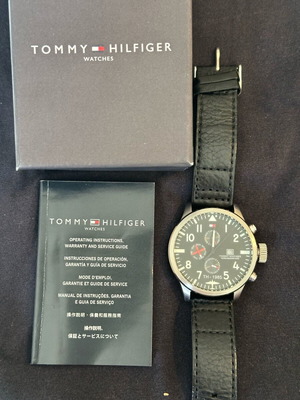 TOMMY HILFIGER
WATCHES
TOMMY HILFIGER
WATCHES
OPERATING INSTRUCTIONS,
WARRANTY AND SERVICE GUIDE
INSTRUCCIONES DE OPERACIÓN,
GARANTÍA Y GUÍA DE SERVICIO
MODE D'EMPLOI,
GARANTIE ET GUIDE DE SERVICE
MANUAL DE INSTRUÇÕES, GARANTIA
E GUIA DE SERVIÇO
操作說明、保養和服務指南
操作説明、
保証とサービスについて
TH-1985